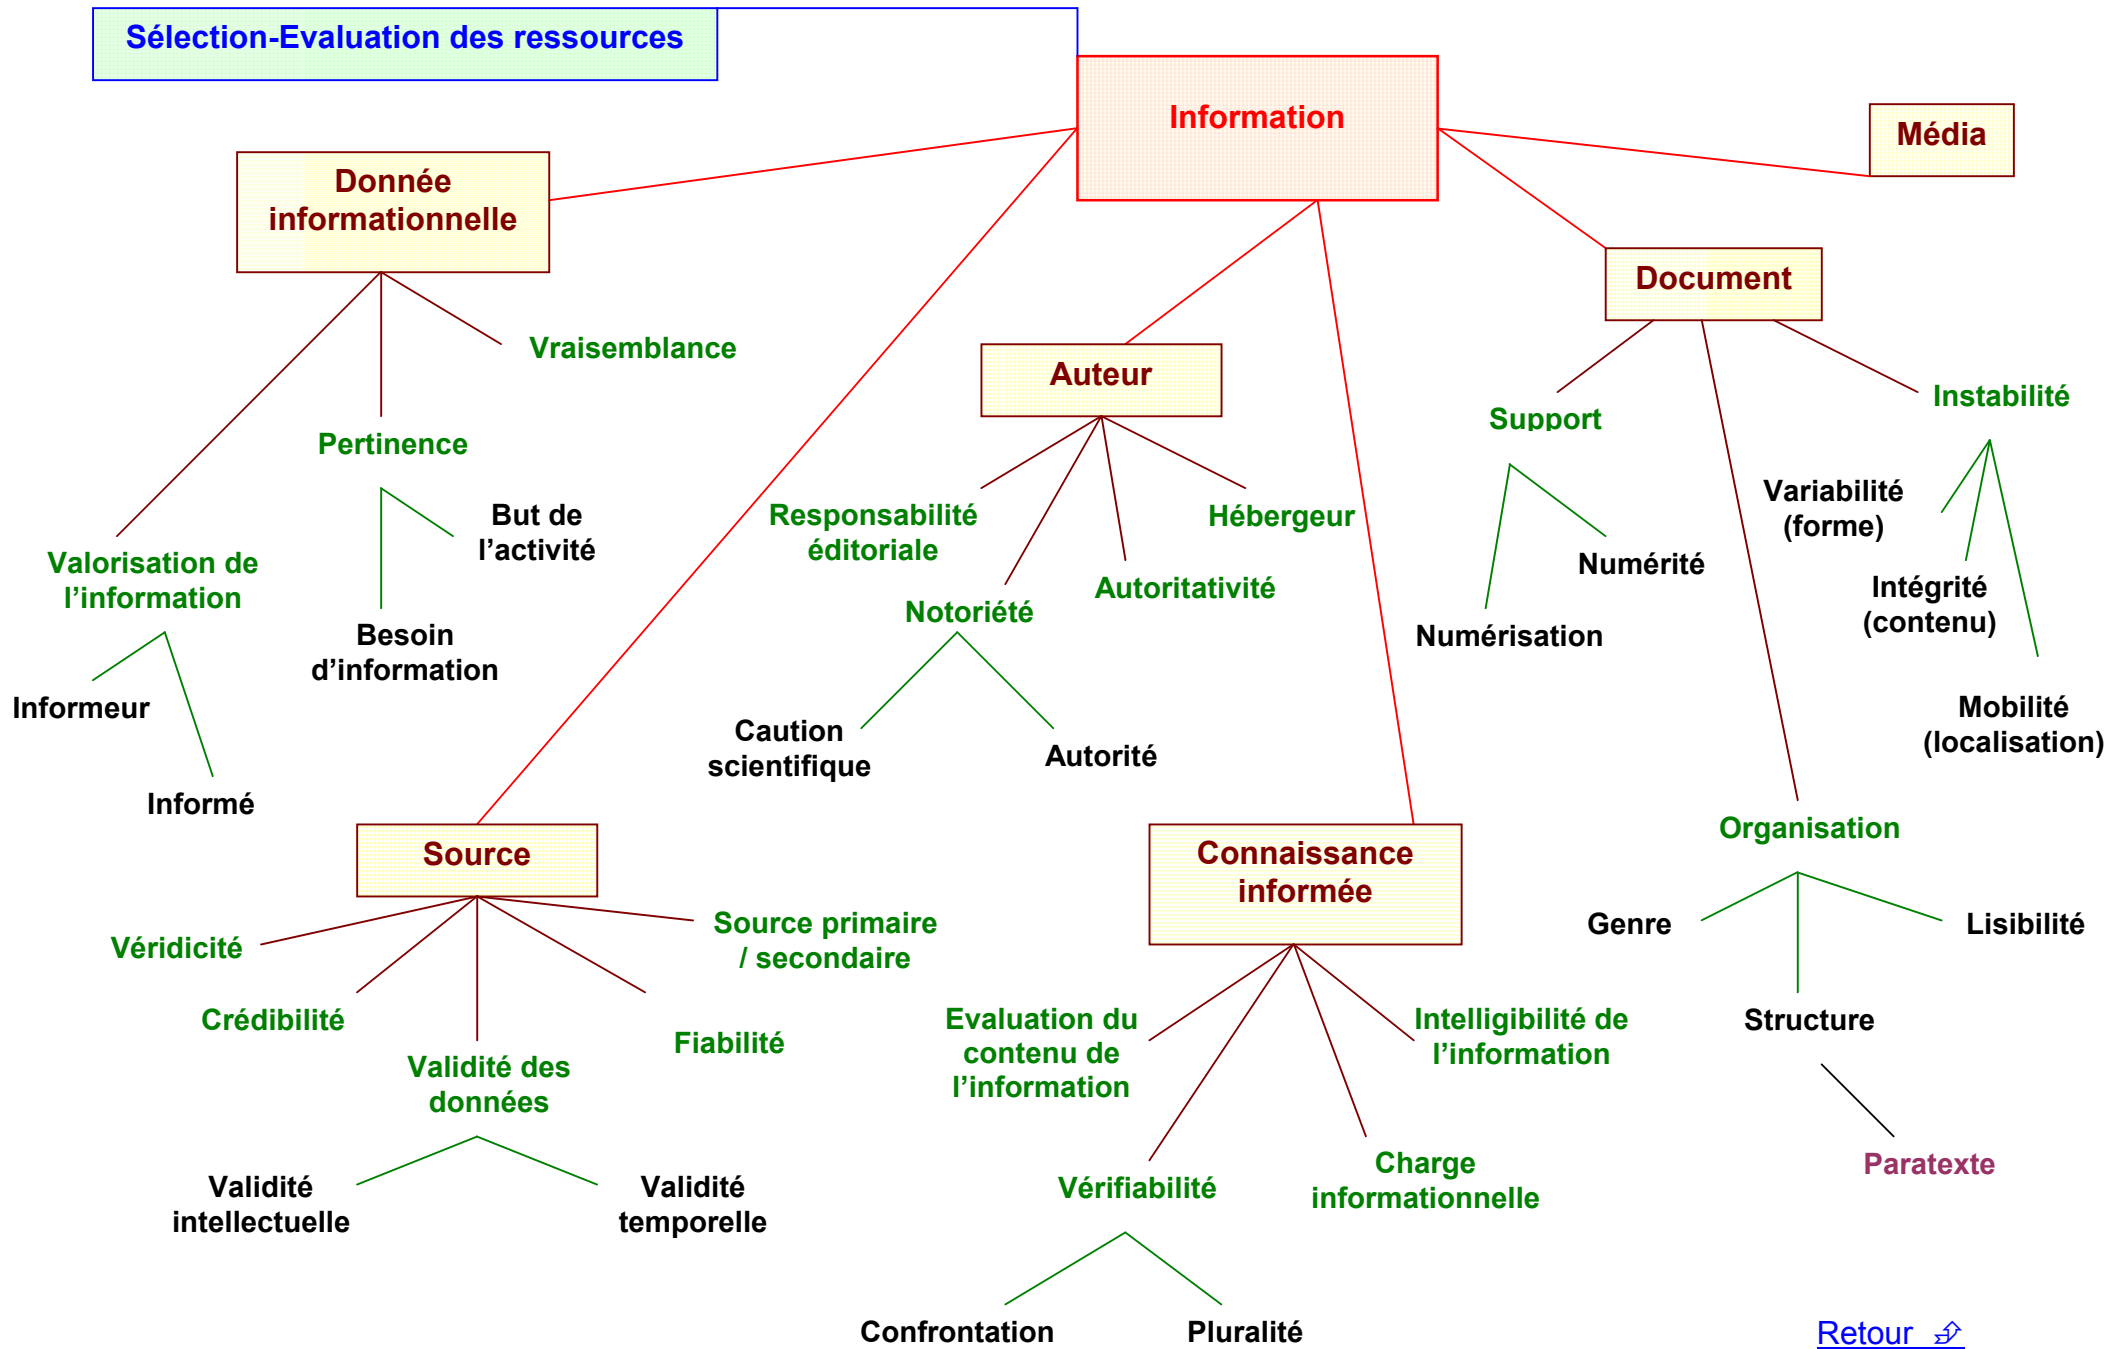 Sélection-Evaluation des ressources
Information
Média
Donnée
informationnelle
Document
Vraisemblance
Auteur
Instabilité
Support
Pertinence
Variabilité
(forme)
But de
l’activité
Responsabilité
éditoriale
Hébergeur
Valorisation de
l’information
Numérité
Intégrité
(contenu)
Autoritativité
Notoriété
Besoin
d’information
Numérisation
Informeur
Mobilité
(localisation)
Caution
scientifique
Autorité
Informé
Source
Connaissance
informée
Organisation
Source primaire
/ secondaire
Genre
Lisibilité
Véridicité
Crédibilité
Evaluation du
contenu de
l’information
Intelligibilité de
l’information
Structure
Fiabilité
Validité des
données
Charge
informationnelle
Paratexte
Validité
intellectuelle
Validité
temporelle
Vérifiabilité
Confrontation
Pluralité
Retour